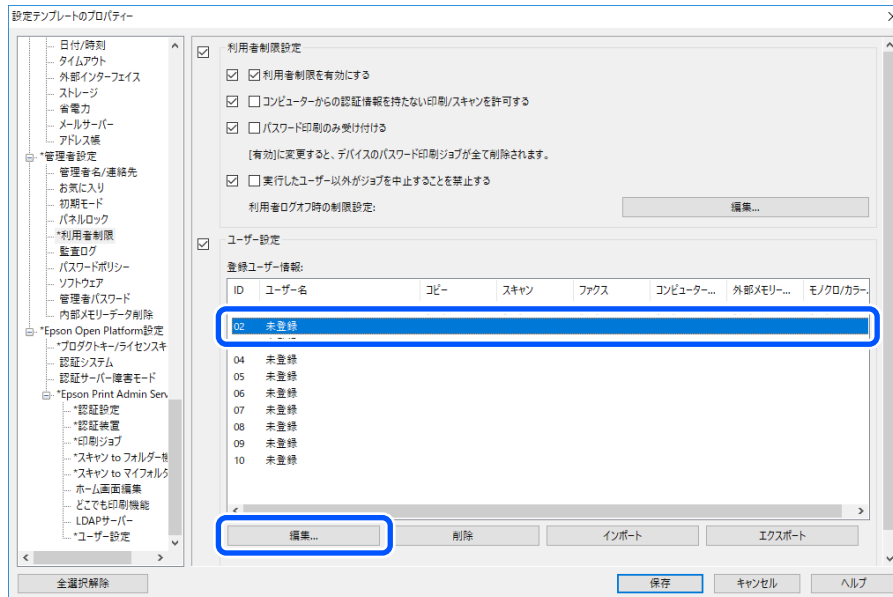 設定テンプレートのプロパティー
日付/時刻
タイムアウト
外部インターフェイス
ストレージ
省電力
メールサーバー
アドレス帳
*管理者設定
管理者名/連絡先
お気に入り
初期モード
パネルロック
*利用者制限
監査ログ
パスワードポリシー
ソフトウェア
管理者パスワード
内部メモリーデータ削除
*Epson Open Platform設定
*プロダクトキー/ライセンスキ
認証システム
認証サーバー障害モード
*Epson Print Admin Serv
*認証設定
*認証装置
*印刷ジョブ
*スキャン to フォルダー機
*スキャン to マイフォルダ
ホーム画面編集
どこでも印刷機能
LDAPサーバー
*ユーザー設定
利用者制限設定
利用者制限を有効にする
コンピューターからの認証情報を持たない印刷/スキャンを許可する
パスワード印刷のみ受け付ける
[有効]に変更すると、デバイスのパスワード印刷ジョブが全て削除されます。
実行したユーザー以外がジョブを中止することを禁止する
利用者ログオフ時の制限設定: 編集...
ユーザー設定
登録ユーザー情報:
ID ユーザー名 コピー スキャン ファクス コンピューター... 外部メモリー... モノクロ/カラー...
02 未登録
04 未登録
05 未登録
06 未登録
07 未登録
08 未登録
09 未登録
10 未登録
編集... 削除 インポート エクスポート
全選択解除 保存 キャンセル ヘルプ